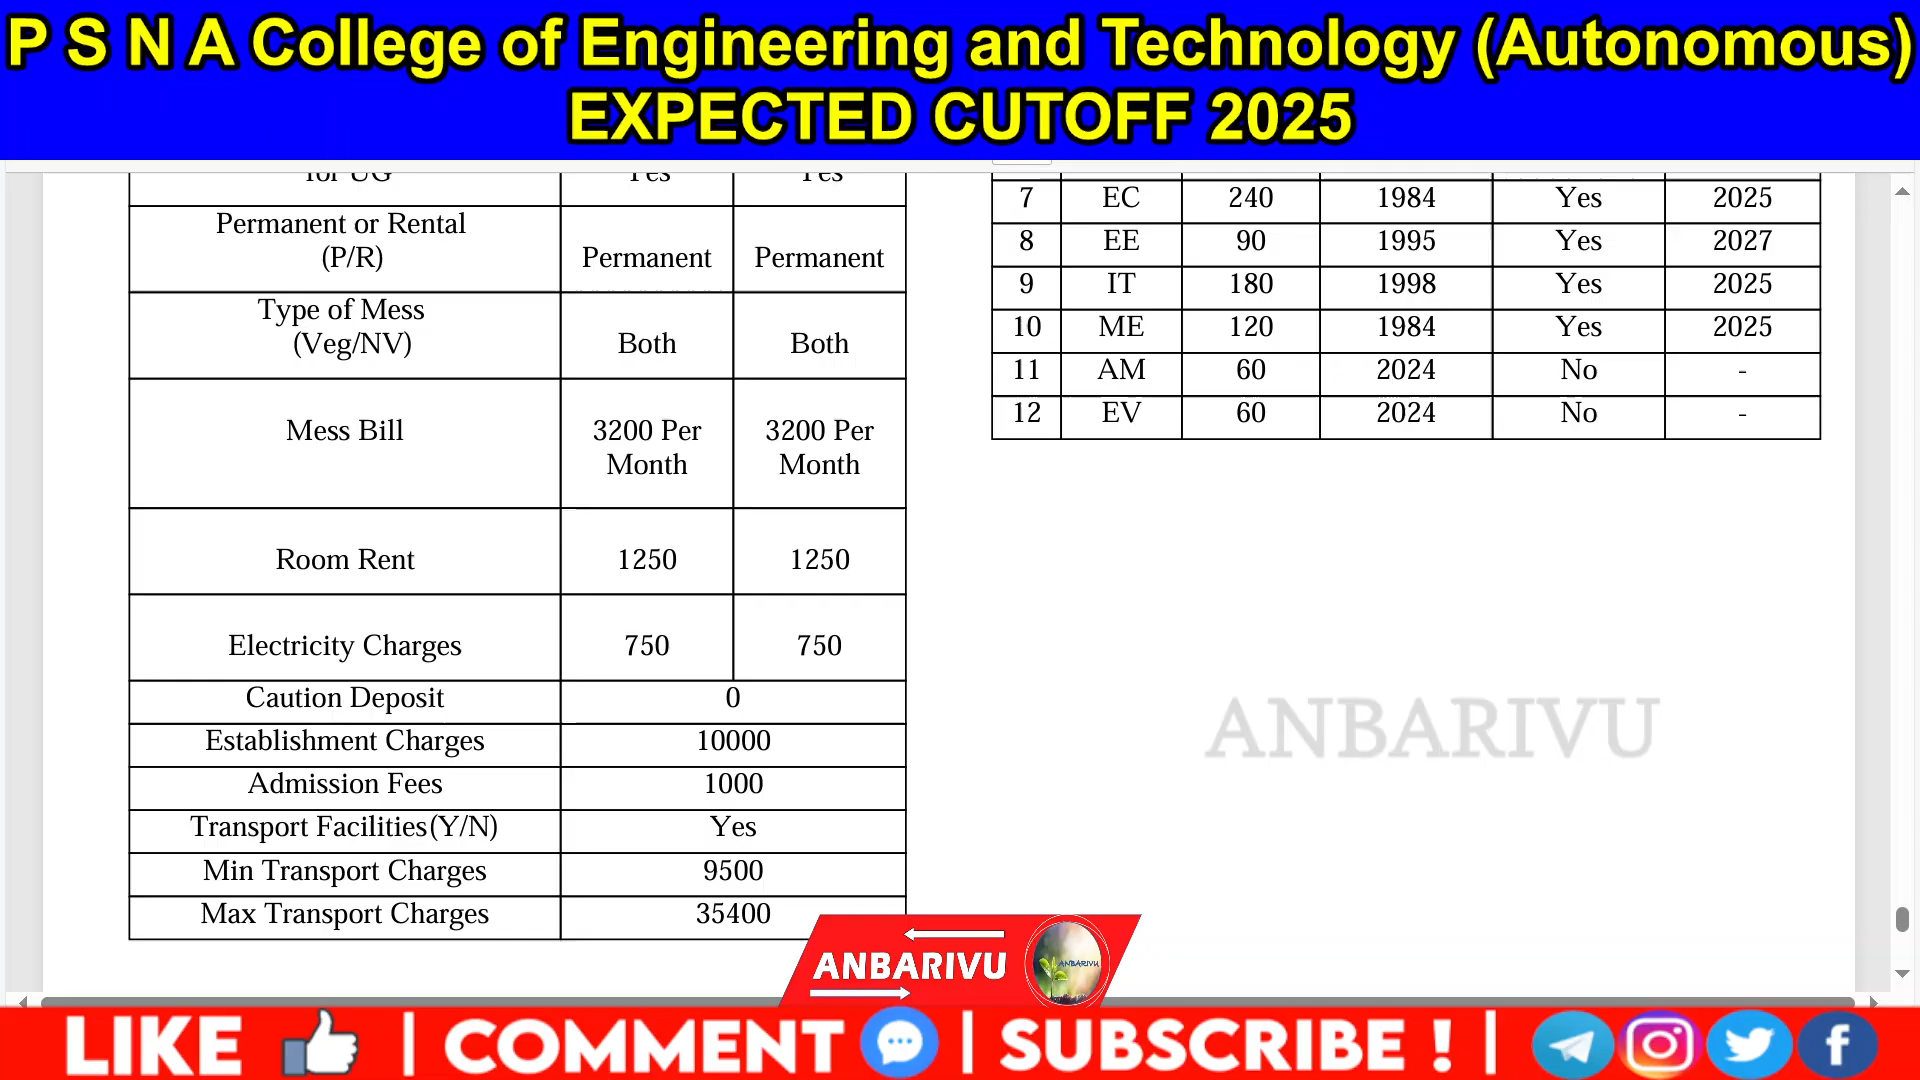 P S N A College of Engineering and Technology (Autonomous)
EXPECTED CUTOFF 2025
for UG Yes Yes
Permanent or Rental
(P/R) Permanent Permanent
Type of Mess
(Veg/NV) Both Both
Mess Bill 3200 Per Month 3200 Per Month
Room Rent 1250 1250
Electricity Charges 750 750
Caution Deposit 0
Establishment Charges 10000
Admission Fees 1000
Transport Facilities(Y/N) Yes
Min Transport Charges 9500
Max Transport Charges 35400
7 EC 240 1984 Yes 2025
8 EE 90 1995 Yes 2027
9 IT 180 1998 Yes 2025
10 ME 120 1984 Yes 2025
11 AM 60 2024 No -
12 EV 60 2024 No -
ANBARIVU
ANBARIVU
ANBARIVU
LIKE | COMMENT | SUBSCRIBE ! |